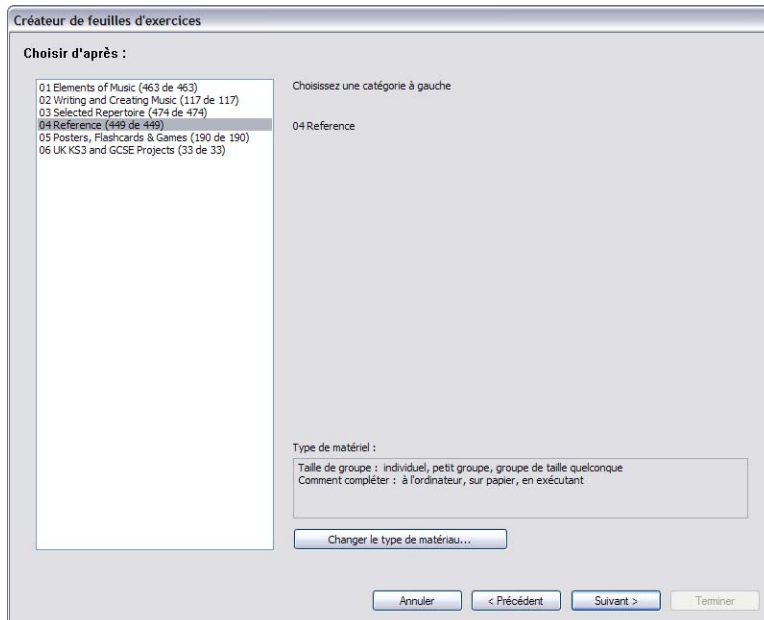 Créateur de feuilles d'exercices
Choisir d'après :
01 Elements of Music (463 de 463)
02 Writing and Creating Music (117 de 117)
03 Selected Repertoire (474 de 474)
04 Reference (449 de 449)
05 Posters, Flashcards & Games (190 de 190)
06 UK KS3 and GCSE Projects (33 de 33)
Choisissez une catégorie à gauche
04 Reference
Type de matériel :
Taille de groupe : individuel, petit groupe, groupe de taille quelconque
Comment compléter : à l'ordinateur, sur papier, en exécutant
Changer le type de matériau...
Annuler
< Précédent
Suivant >
Terminer